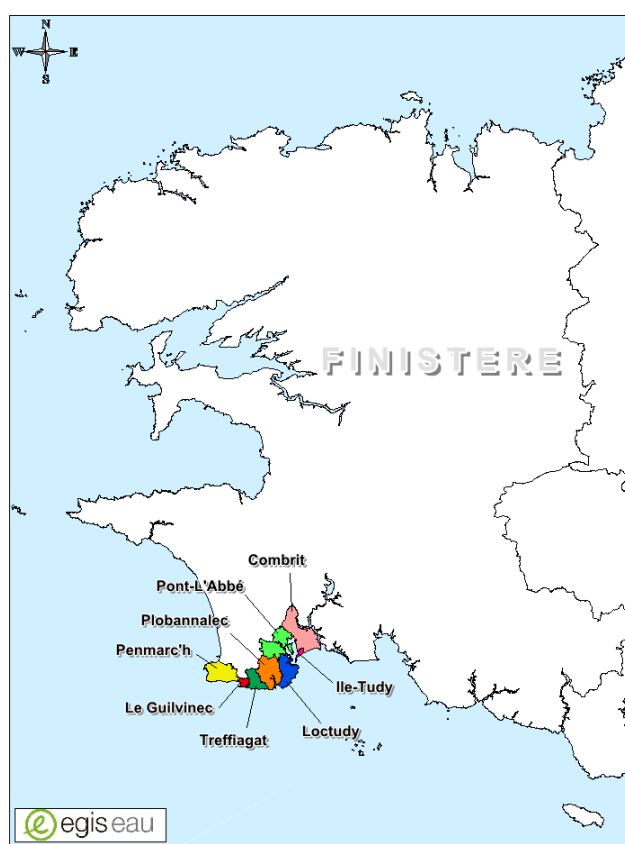 N
W E
S
FINISTERE
Combrit
Pont-L'Abbé
Plobannalec
Penmarc'h
Ile-Tudy
Le Guilvinec
Loctudy
Treffiagat
e egis eau